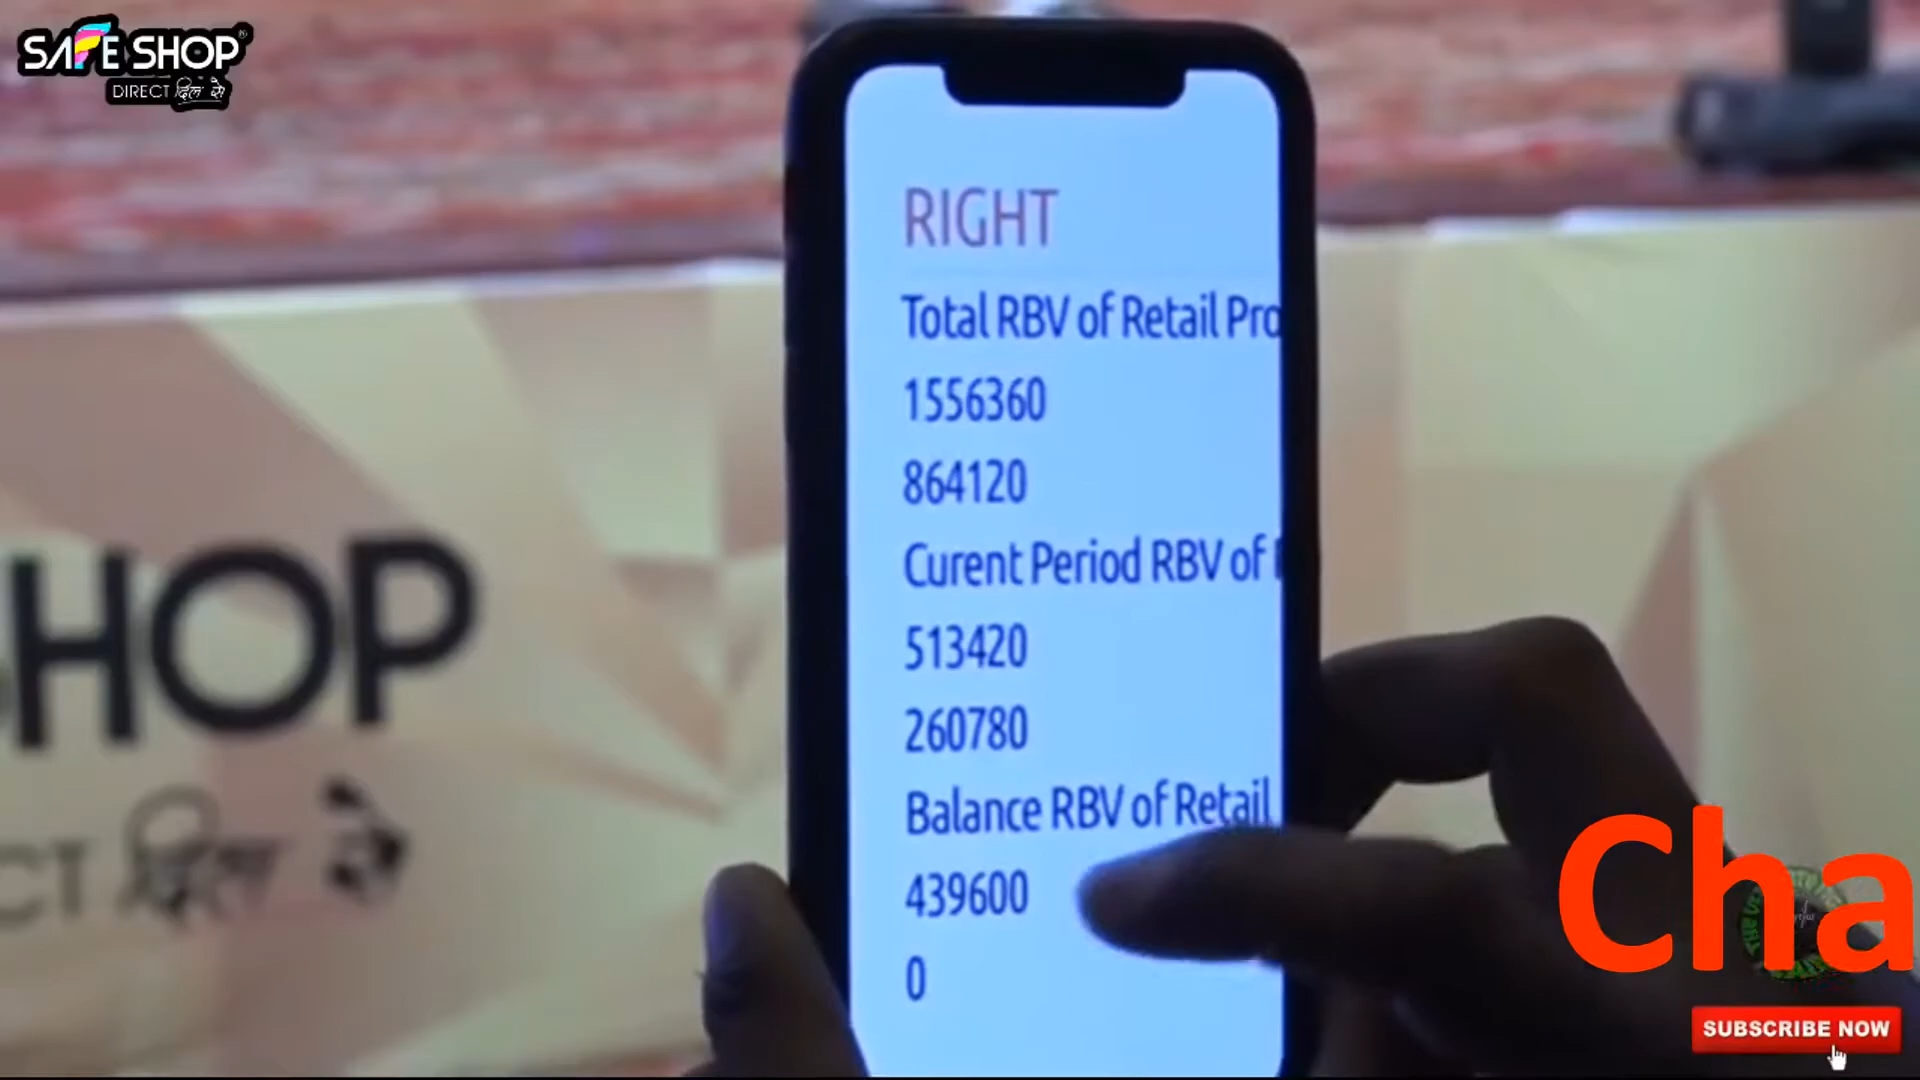 SAFE SHOP®
DIRECT दिल से
RIGHT
Total RBV of Retail Pro
1556360
864120
Curent Period RBV of
513420
260780
Balance RBV of Retail
439600
0
HOP
CT दिल से
Cha
SUBSCRIBE NOW